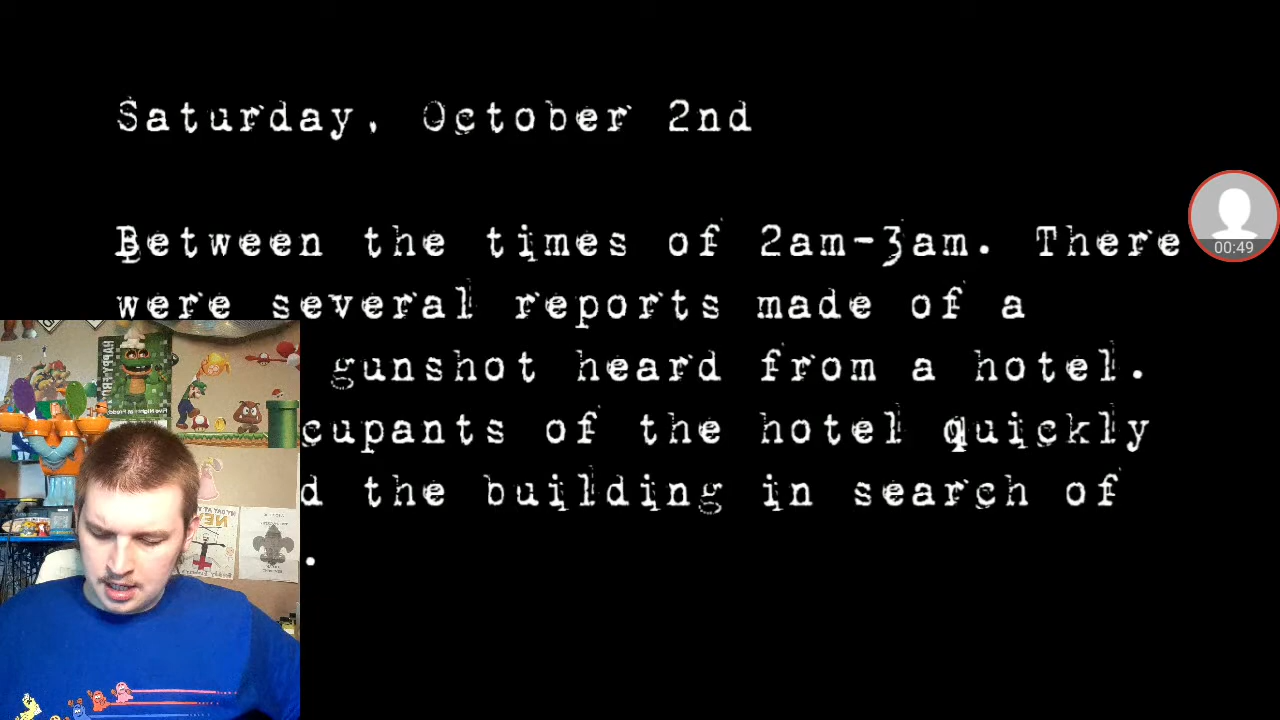 Saturday, October 2nd
Between the times of 2am-3am. There
were several reports made of a
gunshot heard from a hotel.
of the hotel quickly
the building in search of
00:49